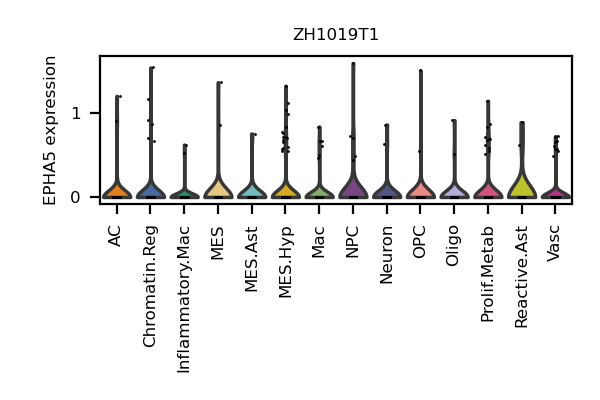 ZH1019T1
EPHA5 expression
1
0
AC
Chromatin.Reg
Inflammatory.Mac
MES
MES.Ast
MES.Hyp
Mac
NPC
Neuron
OPC
Oligo
Prolif.Metab
Reactive.Ast
Vasc